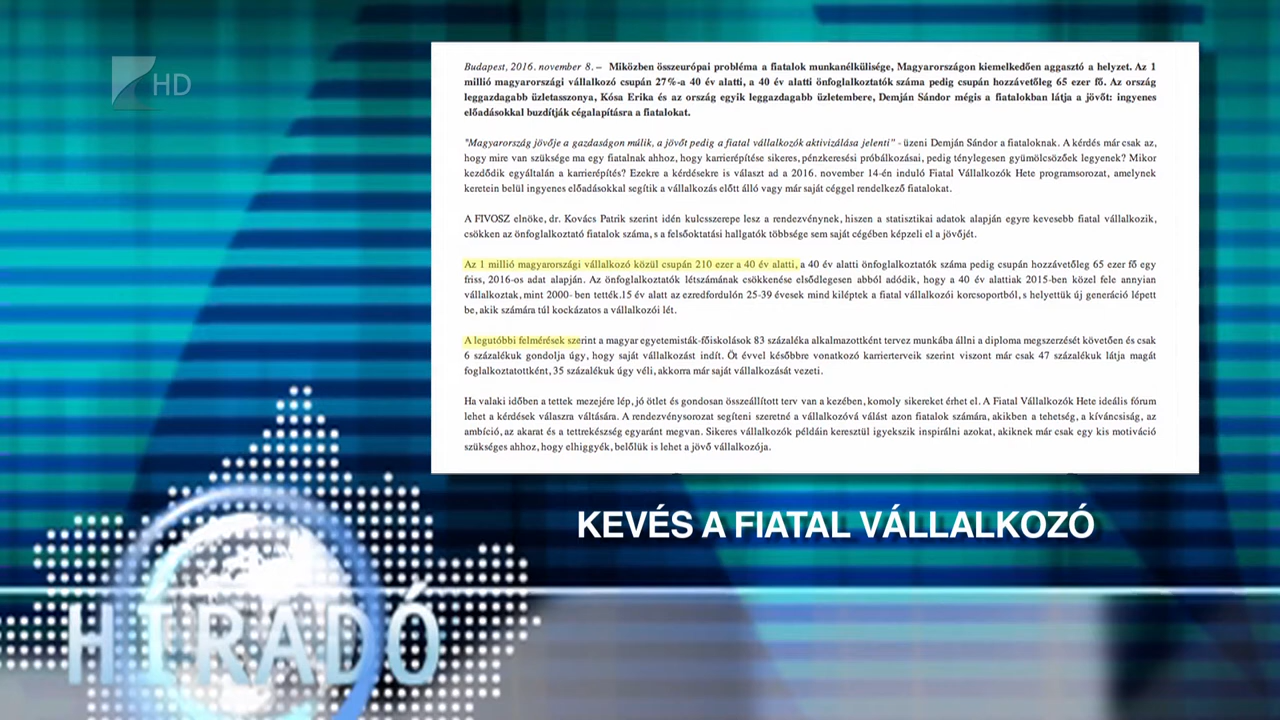 HD
Budapest, 2016. november 8. – Miközben összeurópai probléma a fiatalok munkanélkülisége, Magyarországon kiemelkedően aggasztó a helyzet. Az 1
millió magyarországi vállalkozó csupán 27%-a 40 év alatti, a 40 év alatti önfoglalkoztatók száma pedig csupán hozzávetőleg 65 ezer fő. Az ország
leggazdagabb üzletasszonya, Kósa Erika és az ország egyik leggazdagabb üzletembere, Demján Sándor mégis a fiatalokban látja a jövőt: ingyenes
előadásokkal buzdítják cégalapításra a fiatalokat.
"Magyarország jövője a gazdaságon múlik, a jövőt pedig a fiatal vállalkozók aktivizálása jelenti" - üzeni Demján Sándor a fiataloknak. A kérdés már csak az,
hogy mire van szüksége ma egy fiatalnak ahhoz, hogy karrierépítése sikeres, pénzkeresési próbálkozásai, pedig ténylegesen gyümölcsözőek legyenek? Mikor
kezdődik egyáltalán a karrierépítés? Ezekre a kérdésekre is választ ad a 2016. november 14-én induló Fiatal Vállalkozók Hete programsorozat, amelynek
keretein belül ingyenes előadásokkal segítik a vállalkozás előtt álló vagy már saját céggel rendelkező fiatalokat.
A FIVOSZ elnöke, dr. Kovács Patrik szerint idén kulcsszerepe lesz a rendezvénynek, hiszen a statisztikai adatok alapján egyre kevesebb fiatal vállalkozik,
csökken az önfoglalkoztató fiatalok száma, s a felsőoktatási hallgatók többsége sem saját cégében képzeli el a jövőjét.
Az 1 millió magyarországi vállalkozó közül csupán 210 ezer a 40 év alatti, a 40 év alatti önfoglalkoztatók száma pedig csupán hozzávetőleg 65 ezer fő egy
friss, 2016-os adat alapján. Az önfoglalkoztatók létszámának csökkenése elsődlegesen abból adódik, hogy a 40 év alattiak 2015-ben közel fele annyian
vállalkoztak, mint 2000- ben tették.15 év alatt az ezredfordulón 25-39 évesek mind kiléptek a fiatal vállalkozói korcsoportból, s helyettük új generáció lépett
be, akik számára túl kockázatos a vállalkozói lét.
A legutóbbi felmérések szerint a magyar egyetemisták-főiskolások 83 százaléka alkalmazottként tervez munkába állni a diploma megszerzését követően és csak
6 százalékuk gondolja úgy, hogy saját vállalkozást indít. Öt évvel későbbre vonatkozó karrierterveik szerint viszont már csak 47 százalékuk látja magát
foglalkoztatottként, 35 százalékuk úgy véli, akkorra már saját vállalkozását vezeti.
Ha valaki időben a tettek mezejére lép, jó ötlet és gondosan összeállított terv van a kezében, komoly sikereket érhet el. A Fiatal Vállalkozók Hete ideális fórum
lehet a kérdések válaszra váltására. A rendezvénysorozat segíteni szeretné a vállalkozóvá válást azon fiatalok számára, akikben a tehetség, a kíváncsiság, az
ambíció, az akarat és a tettrekészség egyaránt megvan. Sikeres vállalkozók példáin keresztül igyekszik inspirálni azokat, akiknek már csak egy kis motiváció
szükséges ahhoz, hogy elhiggyék, belőlük is lehet a jövő vállalkozója.
KEVÉS A FIATAL VÁLLALKOZÓ
HÍRADÓ